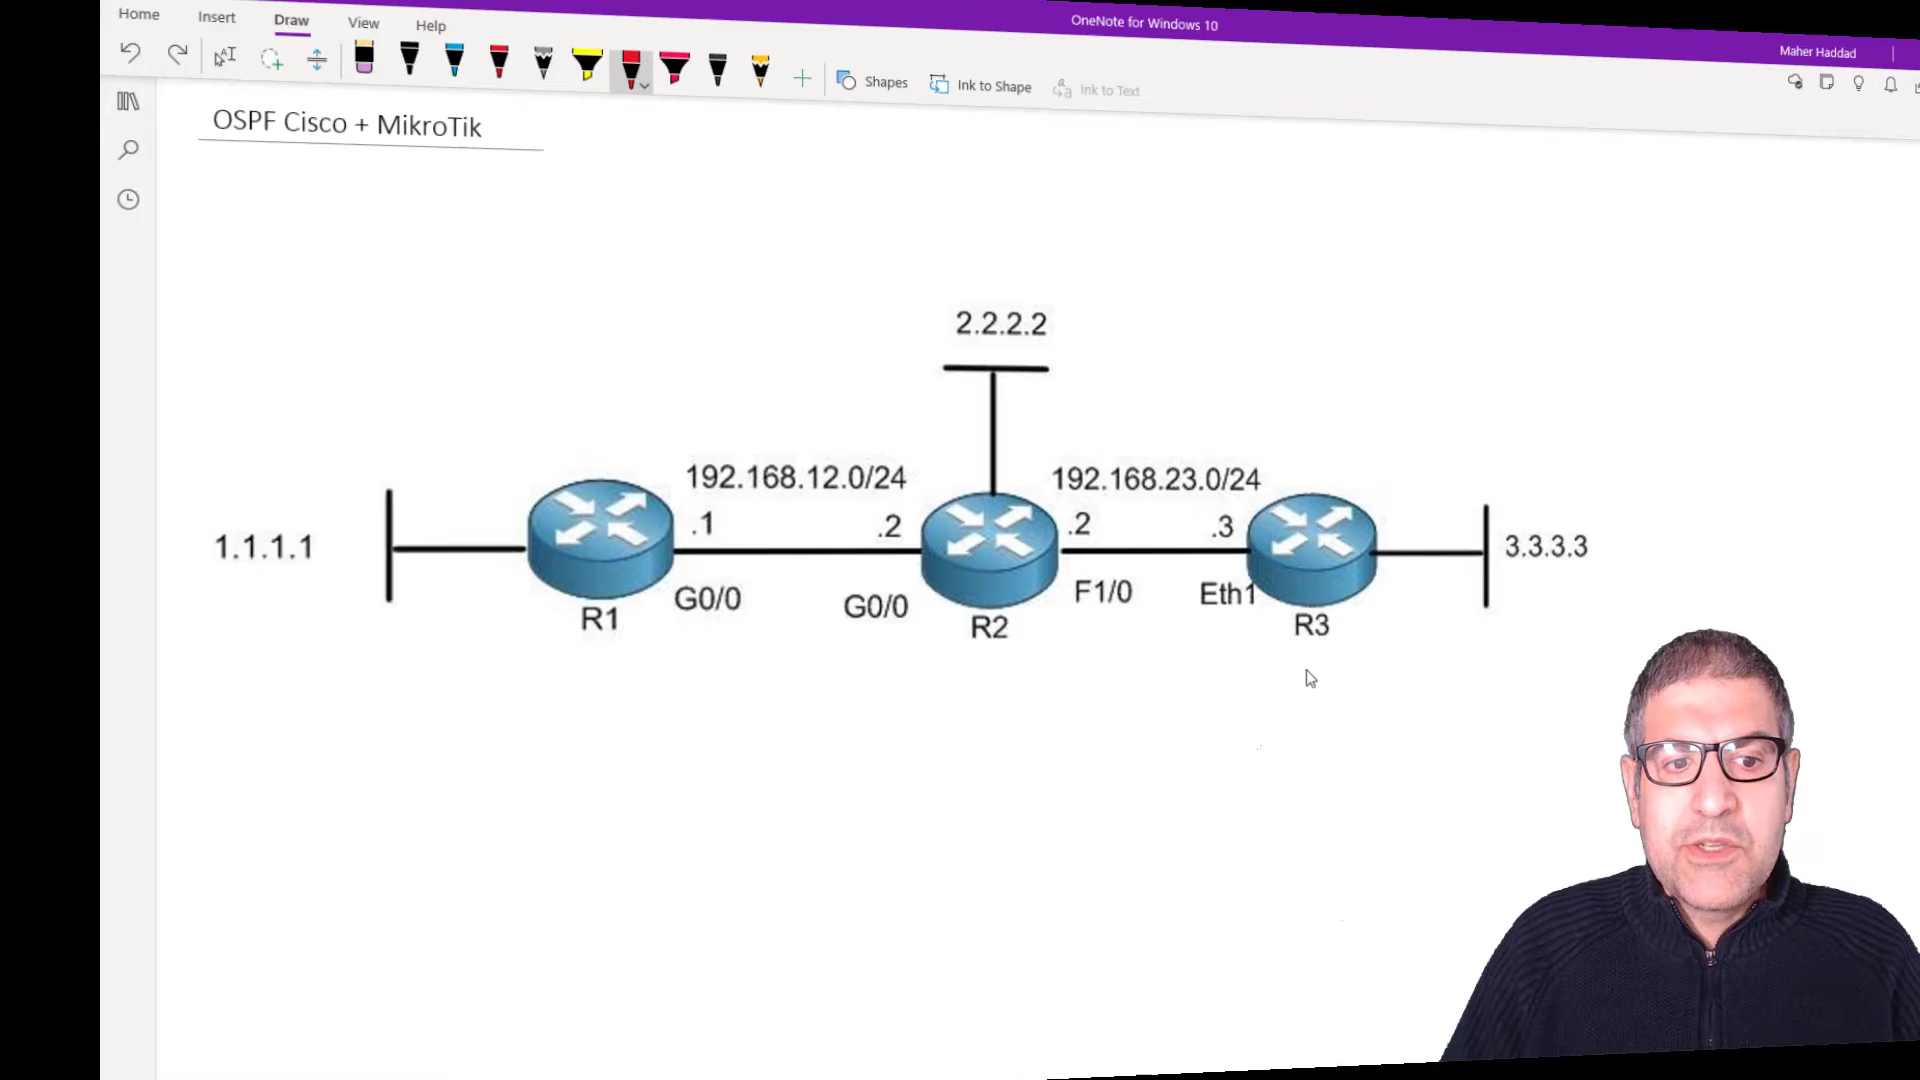 OneNote for Windows 10
Maher Haddad
Home Insert Draw View Help
Shapes Ink to Shape Ink to Text
OSPF Cisco + MikroTik
2.2.2.2
192.168.12.0/24 192.168.23.0/24
.1 .2 .2 .3
1.1.1.1 3.3.3.3
G0/0 G0/0 F1/0 Eth1
R1 R2 R3